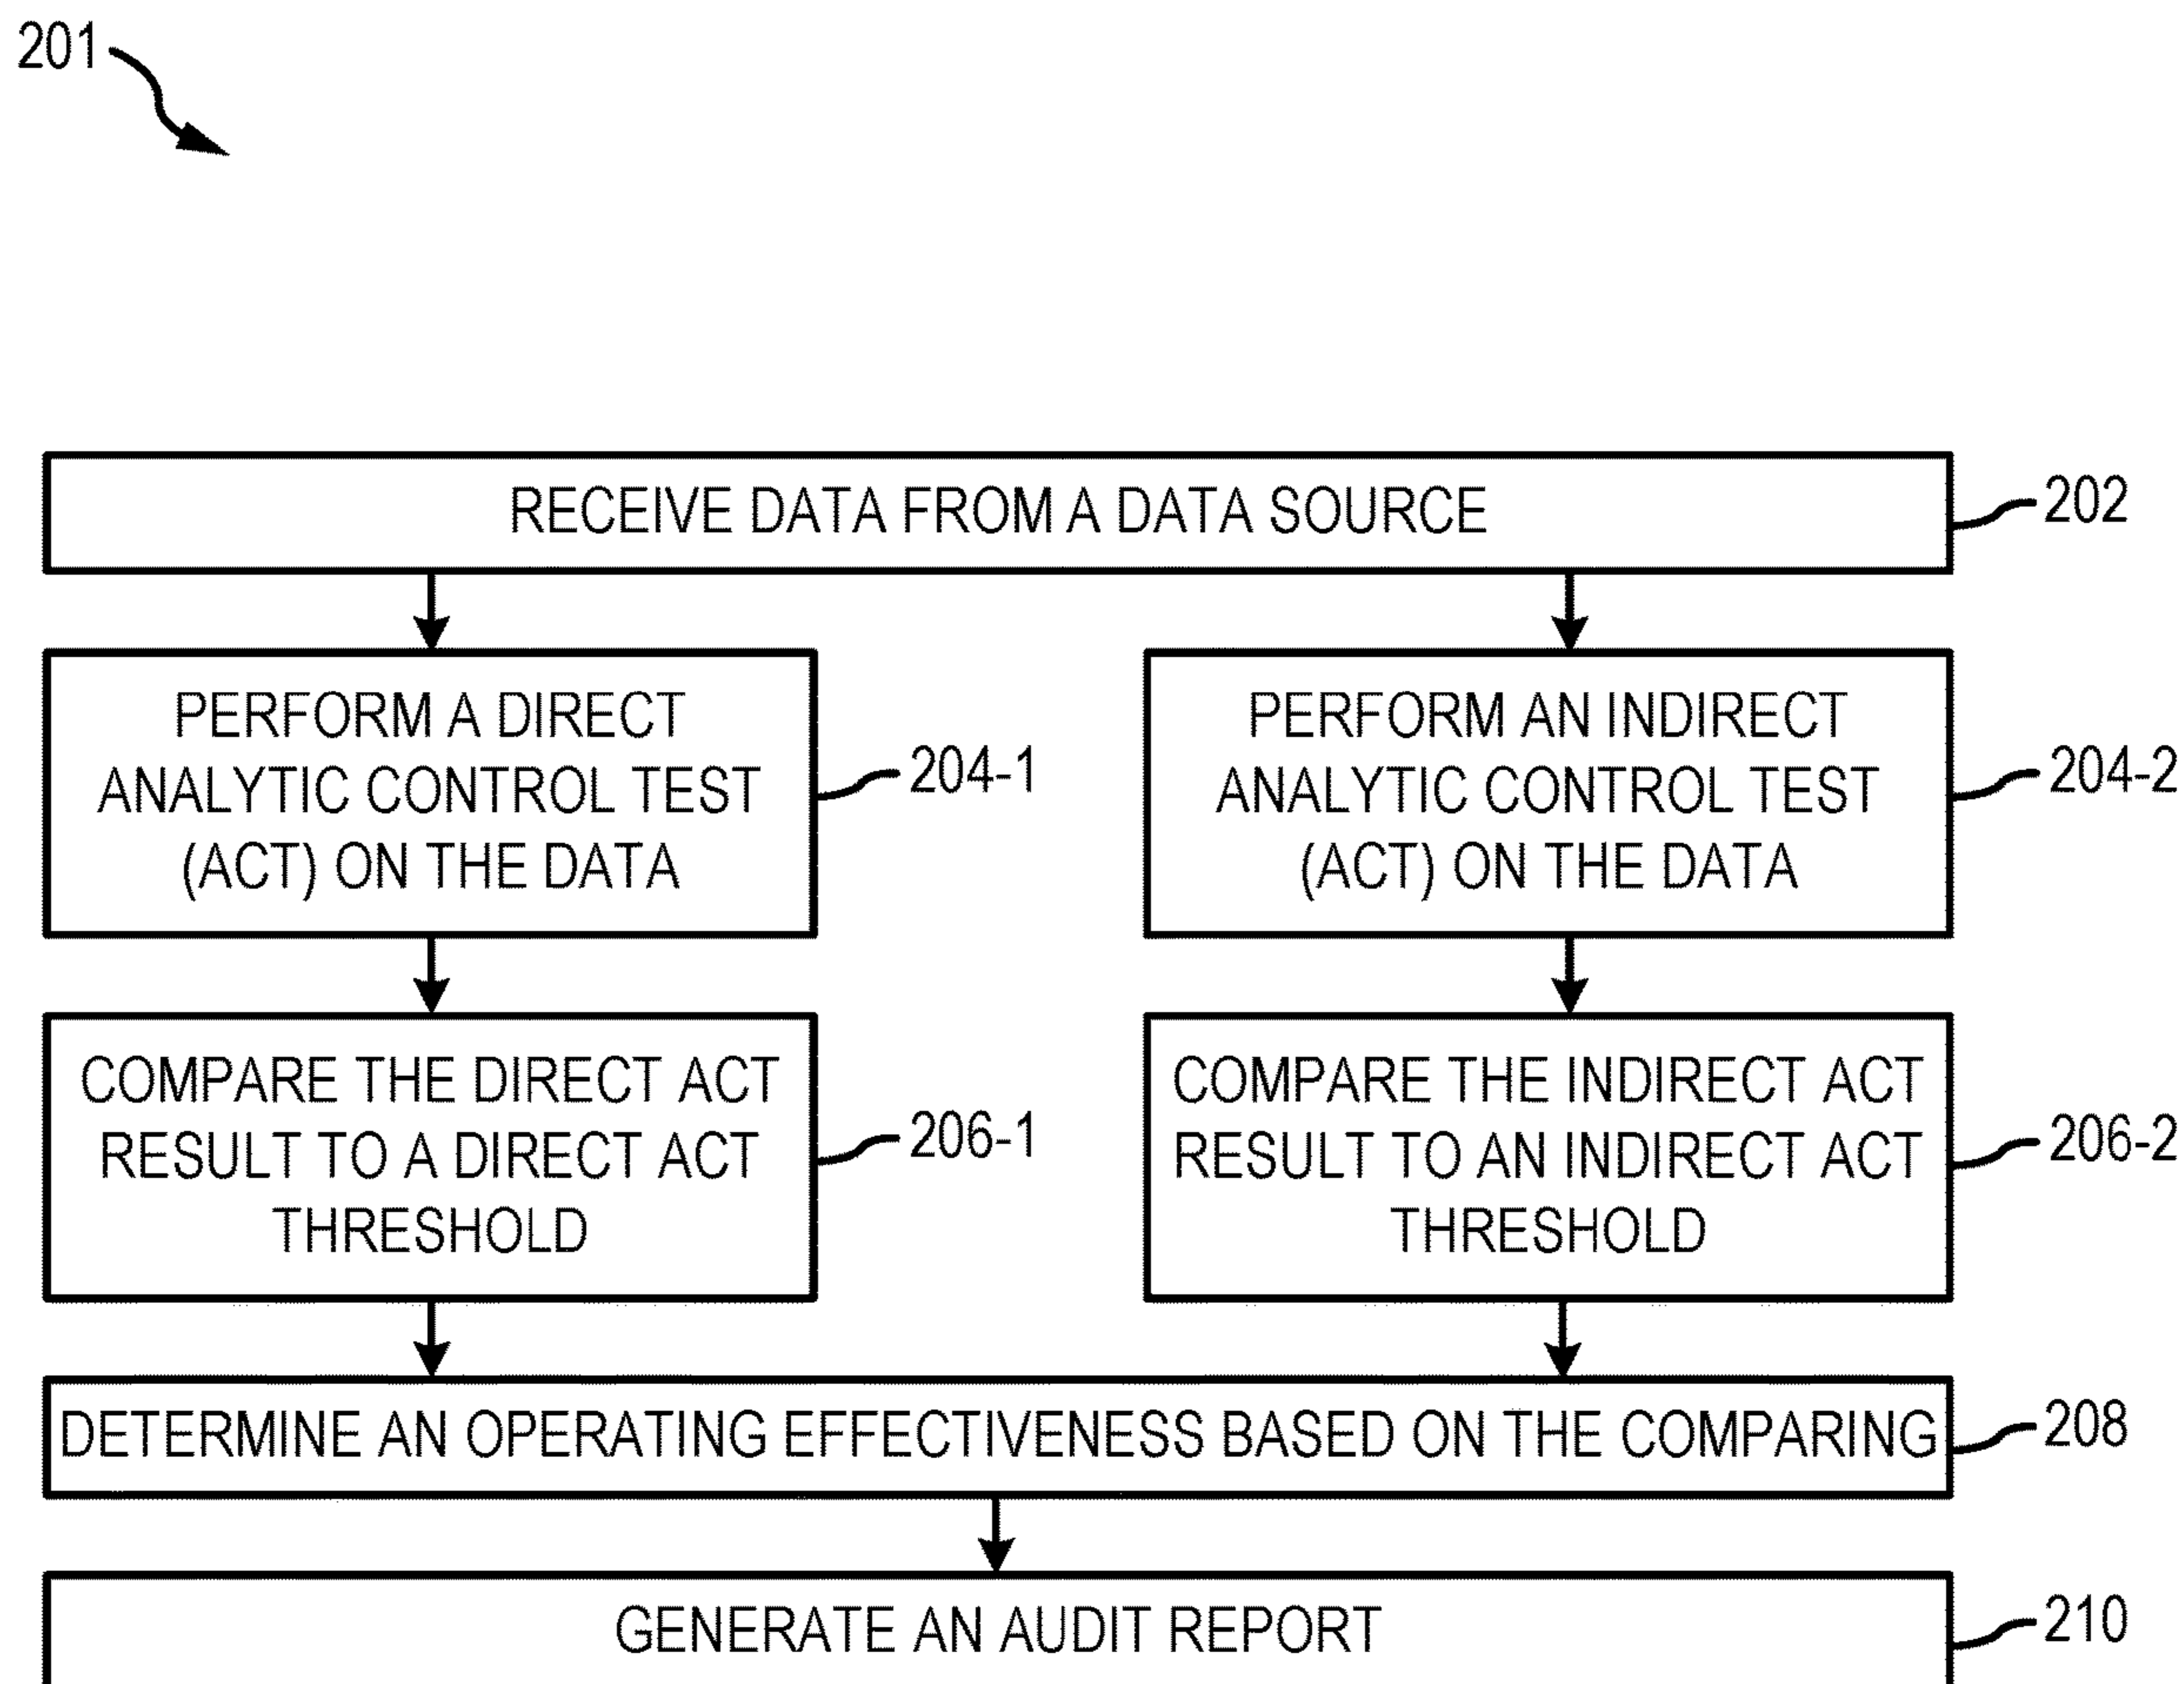 201
RECEIVE DATA FROM A DATA SOURCE
202
PERFORM A DIRECT
ANALYTIC CONTROL TEST
(ACT) ON THE DATA
204-1
PERFORM AN INDIRECT
ANALYTIC CONTROL TEST
(ACT) ON THE DATA
204-2
COMPARE THE DIRECT ACT
RESULT TO A DIRECT ACT
THRESHOLD
206-1
COMPARE THE INDIRECT ACT
RESULT TO AN INDIRECT ACT
THRESHOLD
206-2
DETERMINE AN OPERATING EFFECTIVENESS BASED ON THE COMPARING
208
GENERATE AN AUDIT REPORT
210